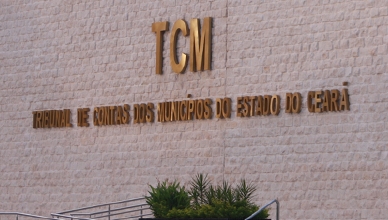 TCM
TRIBUNAL DE CONTAS DOS MUNICÍPIOS DO ESTADO DO CEARÁ